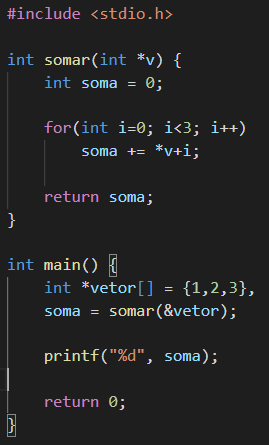 #include <stdio.h>
int somar(int *v) {
int soma = 0;
for(int i=0; i<3; i++)
soma += *v+i;
return soma;
}
int main() {
int *vetor[] = {1,2,3},
soma = somar(&vetor);
printf("%d", soma);
return 0;
}